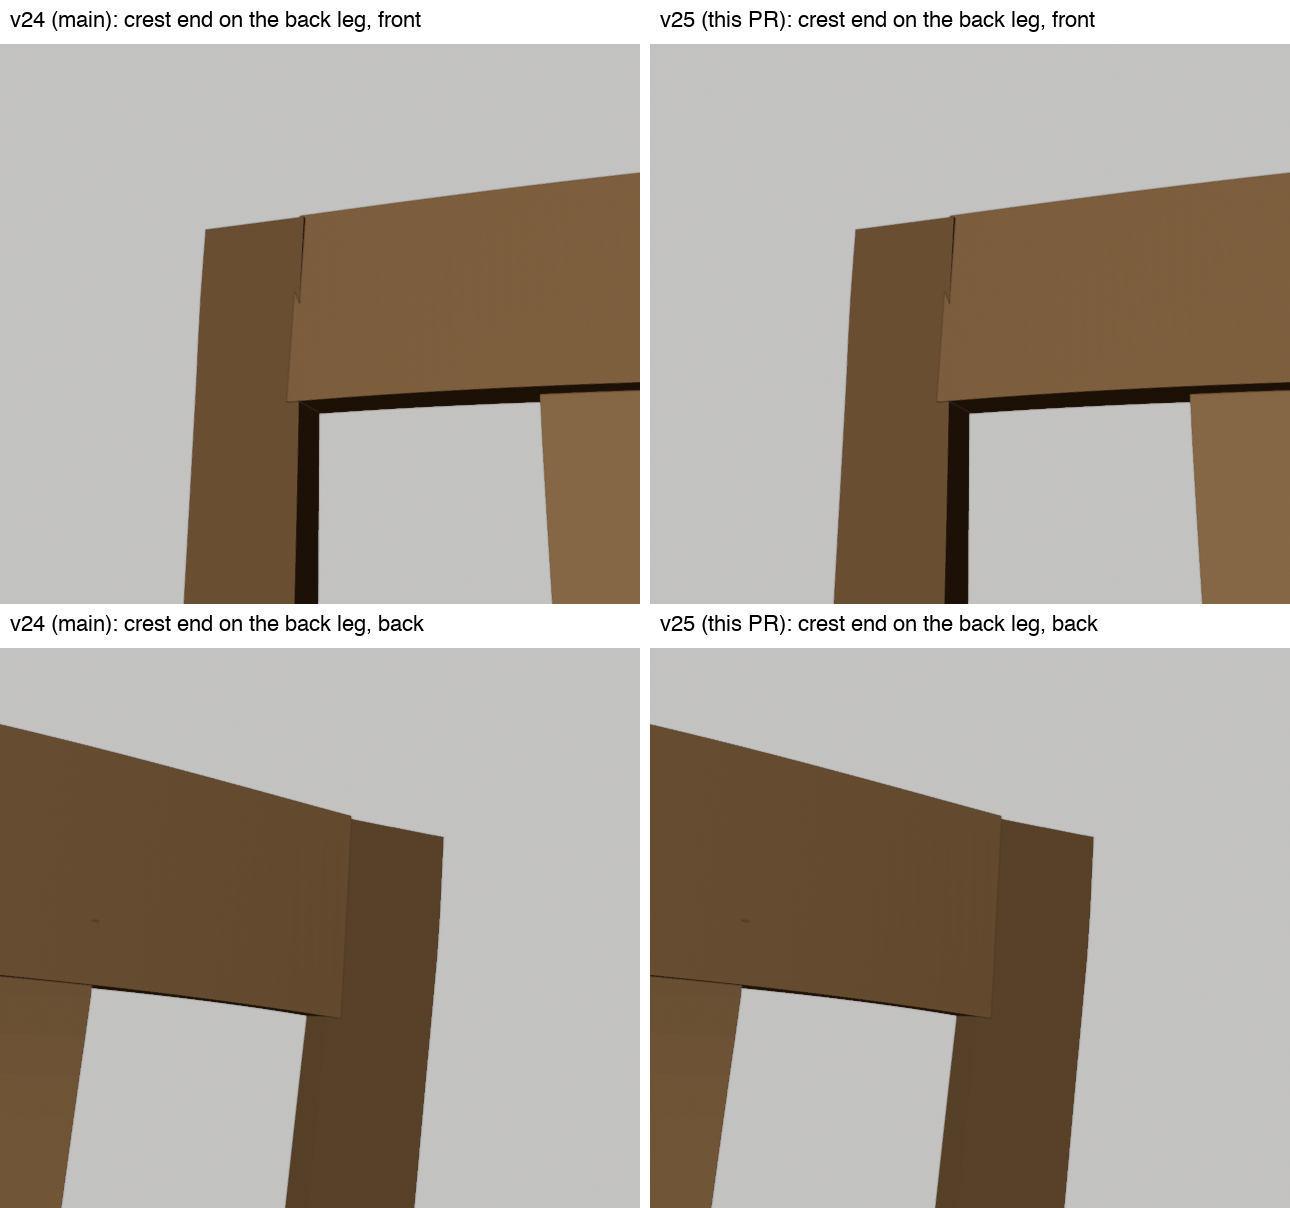 v24 (main): crest end on the back leg, front
v25 (this PR): crest end on the back leg, front
v24 (main): crest end on the back leg, back
v25 (this PR): crest end on the back leg, back